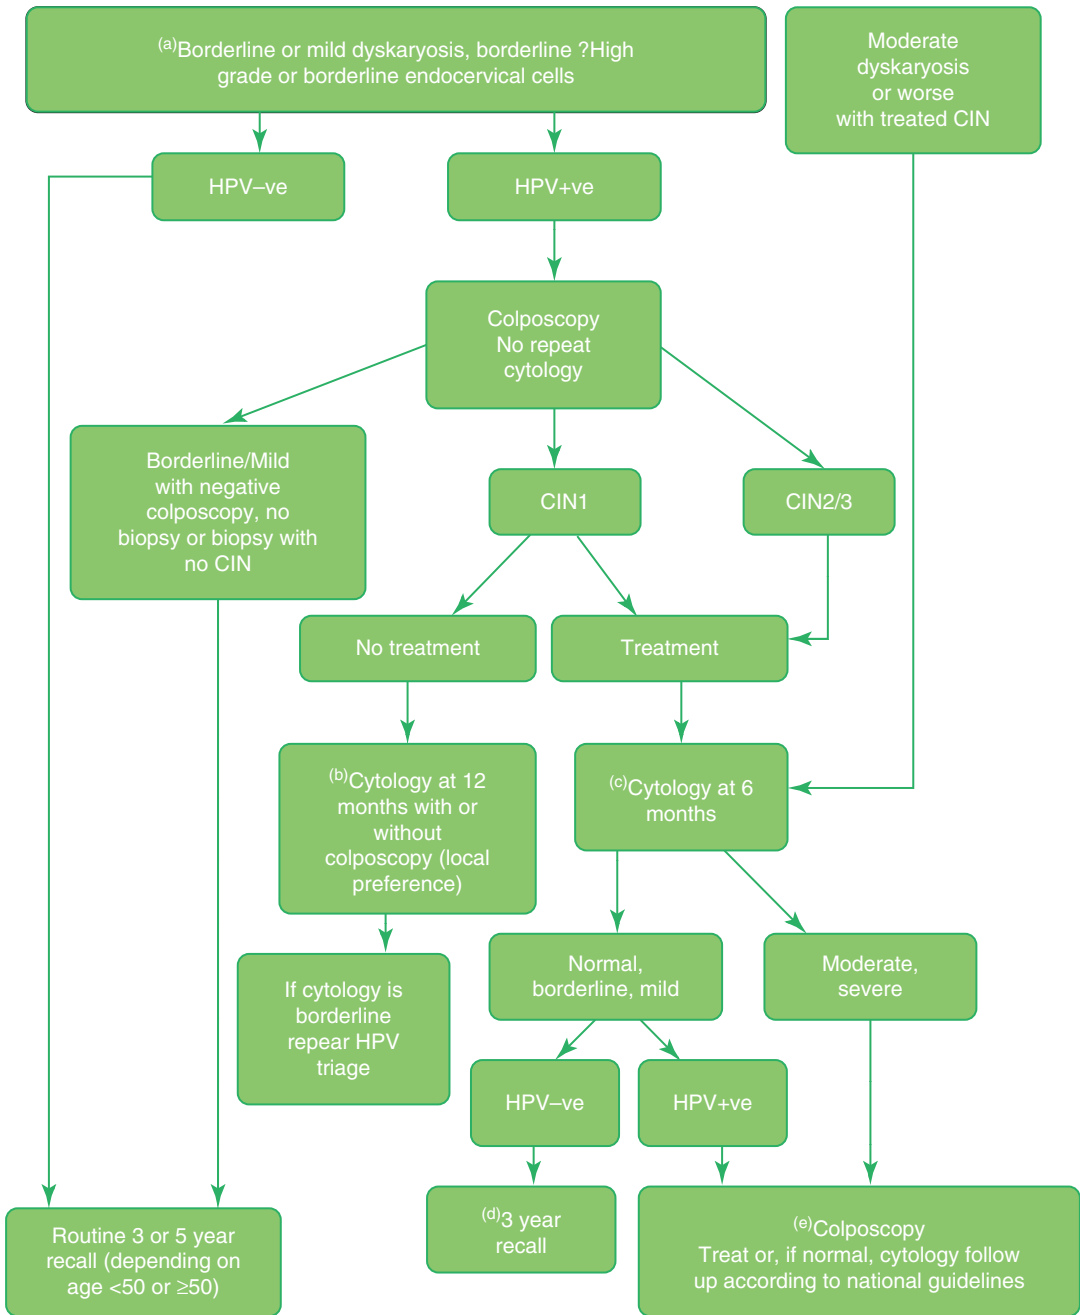 (a)Borderline or mild dyskaryosis, borderline ?High
grade or borderline endocervical cells
Moderate
dyskaryosis
or worse
with treated CIN
HPV–ve
HPV+ve
Colposcopy
No repeat
cytology
Borderline/Mild
with negative
colposcopy, no
biopsy or biopsy with
no CIN
CIN1
CIN2/3
No treatment
Treatment
(b)Cytology at 12
months with or
without
colposcopy (local
preference)
(c)Cytology at 6
months
If cytology is
borderline
repear HPV
triage
Normal,
borderline, mild
Moderate,
severe
HPV–ve
HPV+ve
Routine 3 or 5 year
recall (depending on
age <50 or ≥50)
(d)3 year
recall
(e)Colposcopy
Treat or, if normal, cytology follow
up according to national guidelines